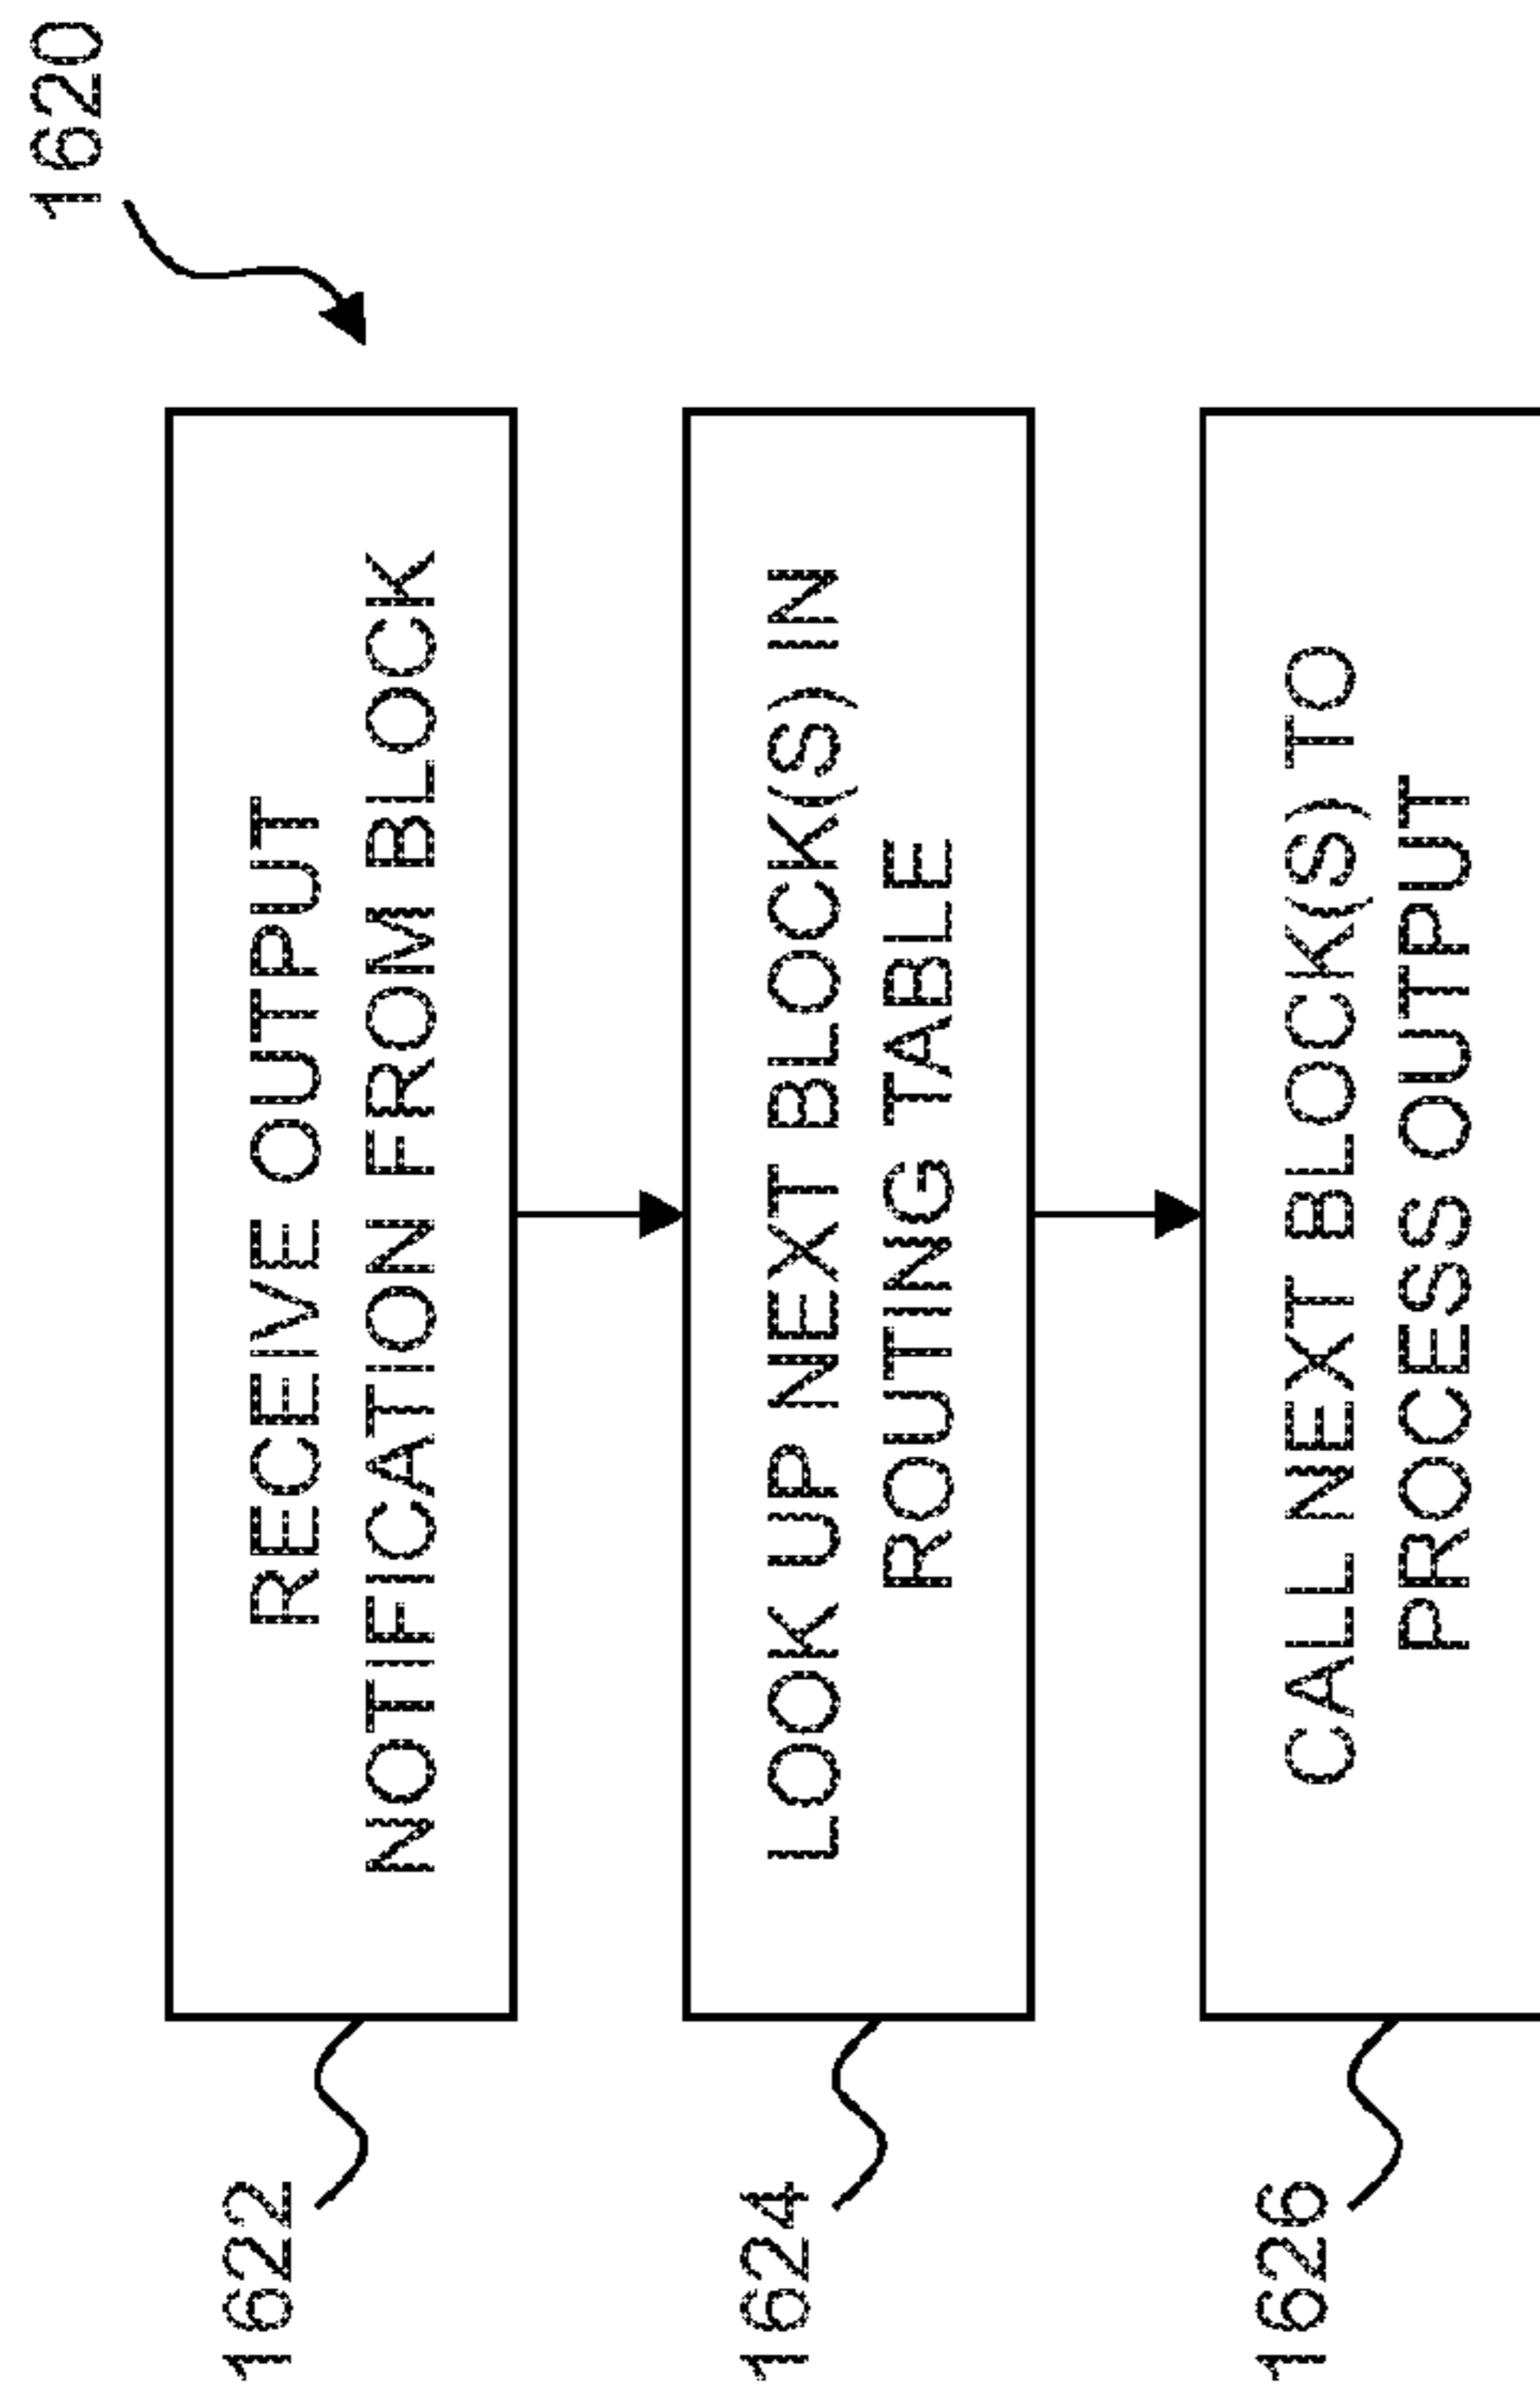 1620
1622
RECEIVE OUTPUT
NOTIFICATION FROM BLOCK
1624
LOOK UP NEXT BLOCK(S) IN
ROUTING TABLE
1626
CALL NEXT BLOCK(S) TO
PROCESS OUTPUT